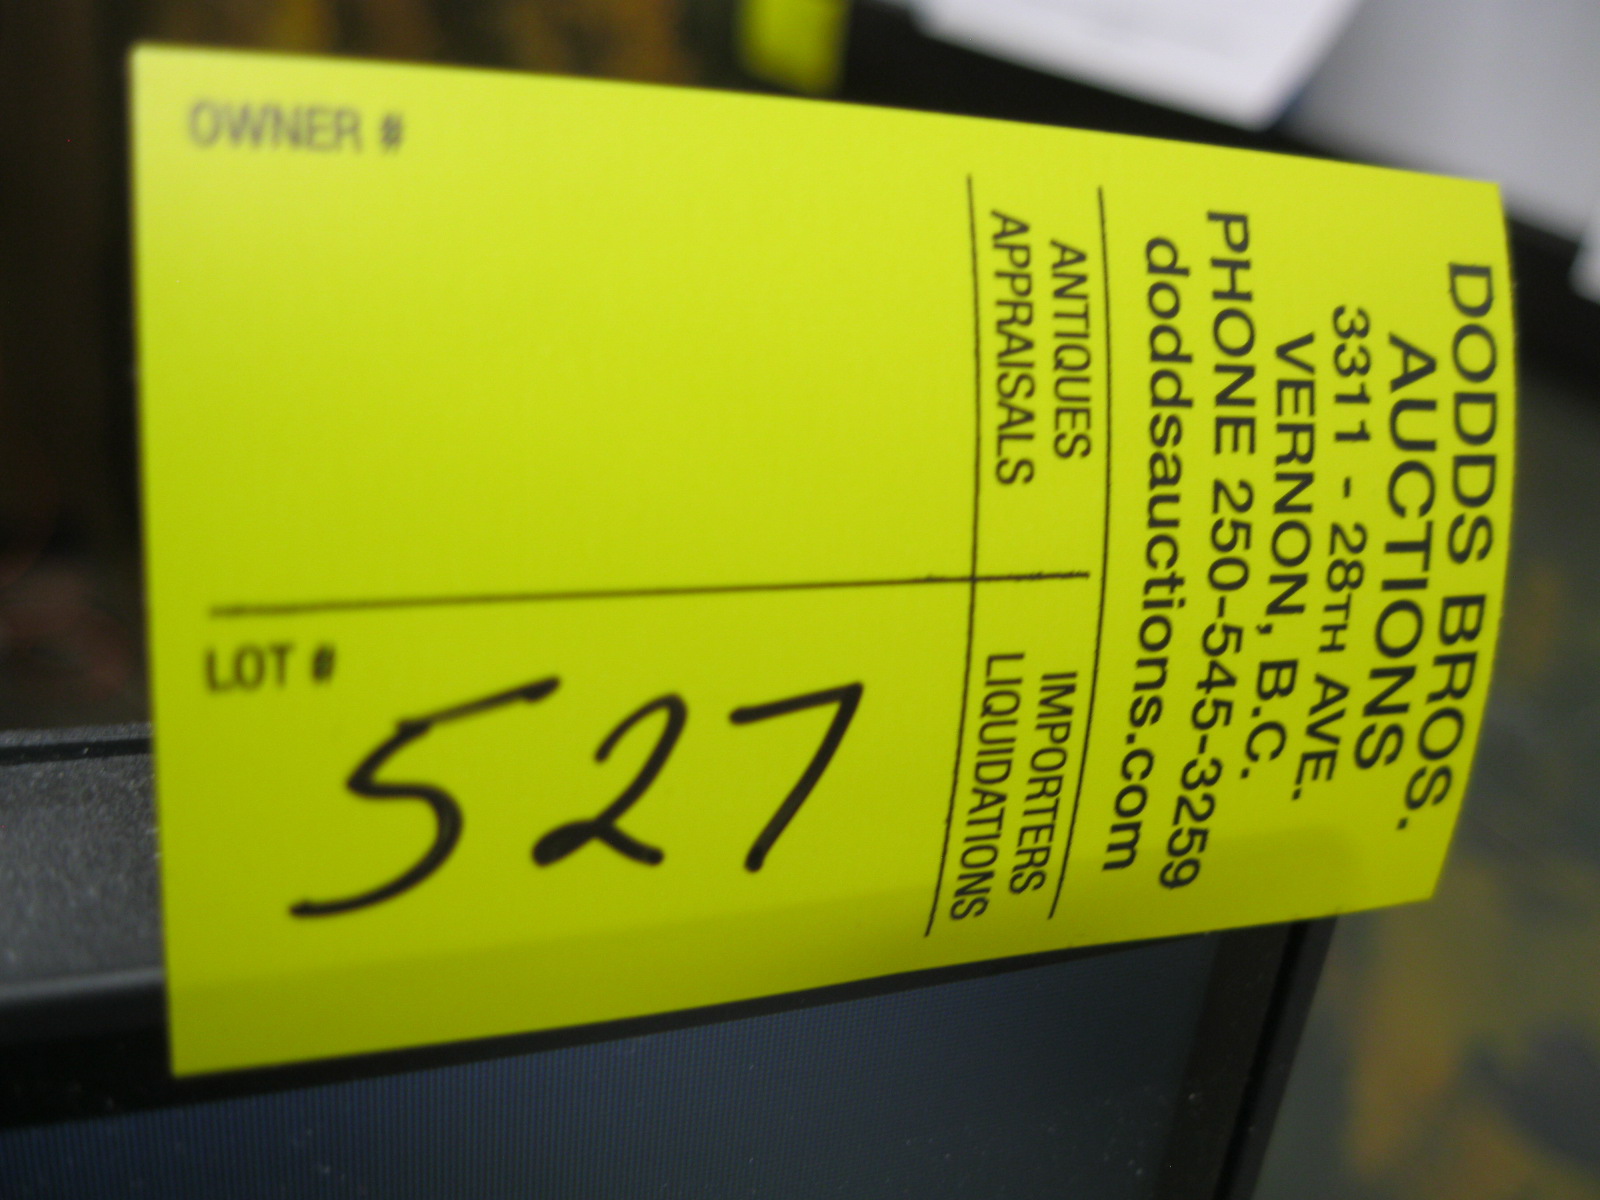 DODDS BROS.
AUCTIONS
3311 - 28TH AVE.
VERNON, B.C.
PHONE 250-545-3259
doddsauctions.com
ANTIQUES
APPRAISALS
IMPORTERS
LIQUIDATIONS
OWNER #
LOT #
527